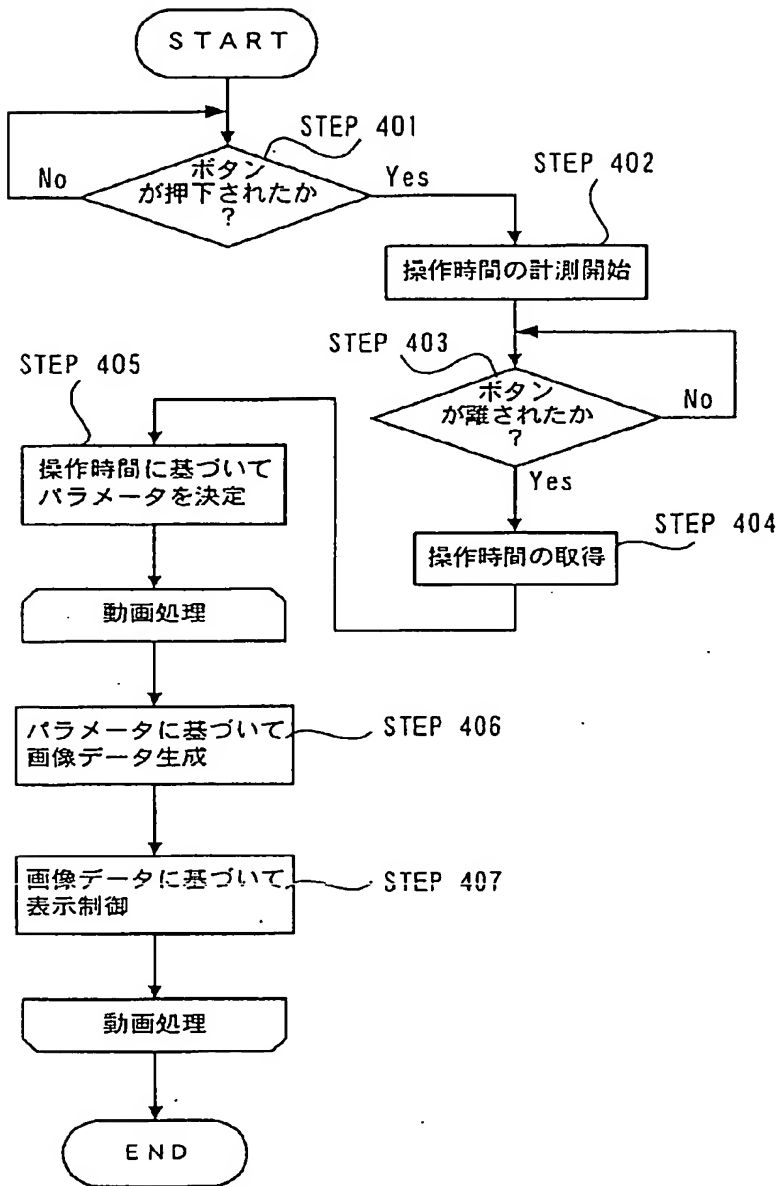 START
STEP 401
ボタン
が押下されたか
?
No
Yes
STEP 402
操作時間の計測開始
STEP 403
ボタン
が離されたか
?
No
Yes
STEP 404
操作時間の取得
STEP 405
操作時間に基づいて
パラメータを決定
動画処理
パラメータに基づいて
画像データ生成
STEP 406
画像データに基づいて
表示制御
STEP 407
動画処理
END